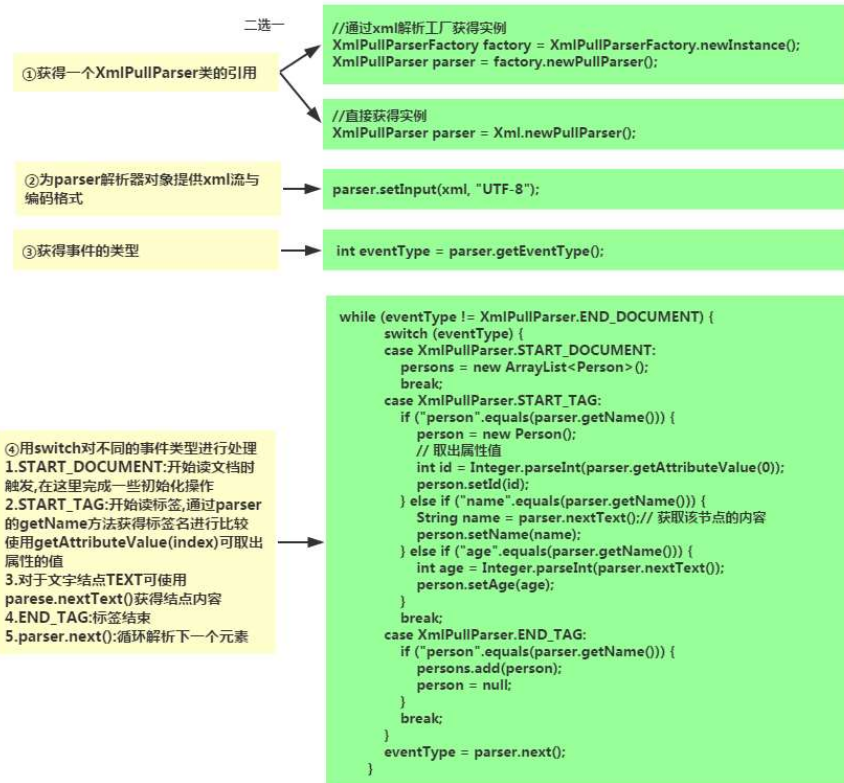 二选一
①获得一个XmlPullParser类的引用
//通过xml解析工厂获得实例
XmlPullParserFactory factory = XmlPullParserFactory.newInstance();
XmlPullParser parser = factory.newPullParser();
//直接获得实例
XmlPullParser parser = Xml.newPullParser();
②为parser解析器对象提供xml流与
编码格式
parser.setInput(xml, "UTF-8");
③获得事件的类型
int eventType = parser.getEventType();
④用switch对不同的事件类型进行处理
1.START_DOCUMENT:开始读文档时
触发,在这里完成一些初始化操作
2.START_TAG:开始读标签,通过parser
的getName方法获得标签名进行比较
使用getAttributeValue(index)可取出
属性的值
3.对于文字结点TEXT可使用
parese.nextText()获得结点内容
4.END_TAG:标签结束
5.parser.next():循环解析下一个元素
while (eventType != XmlPullParser.END_DOCUMENT) {
switch (eventType) {
case XmlPullParser.START_DOCUMENT:
persons = new ArrayList<Person>();
break;
case XmlPullParser.START_TAG:
if ("person".equals(parser.getName())) {
person = new Person();
// 取出属性值
int id = Integer.parseInt(parser.getAttributeValue(0));
person.setId(id);
} else if ("name".equals(parser.getName())) {
String name = parser.nextText();// 获取该节点的内容
person.setName(name);
} else if ("age".equals(parser.getName())) {
int age = Integer.parseInt(parser.nextText());
person.setAge(age);
}
break;
case XmlPullParser.END_TAG:
if ("person".equals(parser.getName())) {
persons.add(person);
person = null;
}
break;
}
eventType = parser.next();
}